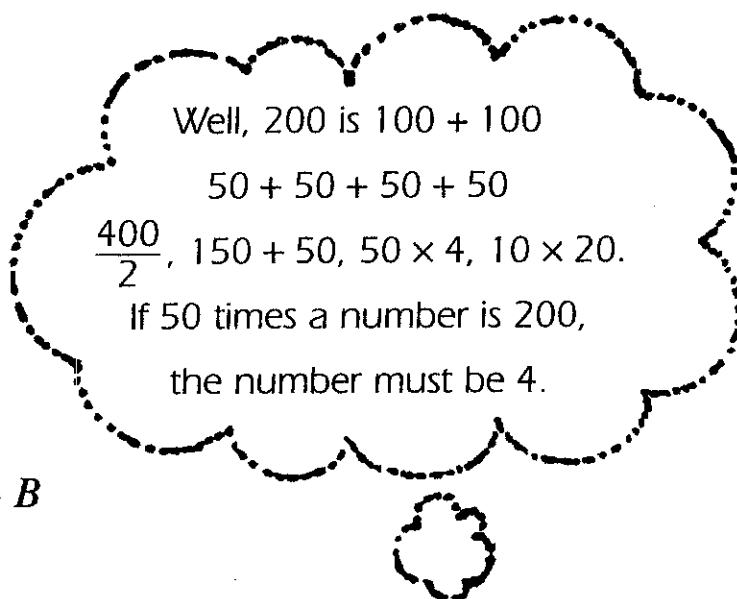 Well, 200 is 100 + 100
50 + 50 + 50 + 50
400/2, 150 + 50, 50 × 4, 10 × 20.
If 50 times a number is 200,
the number must be 4.
B